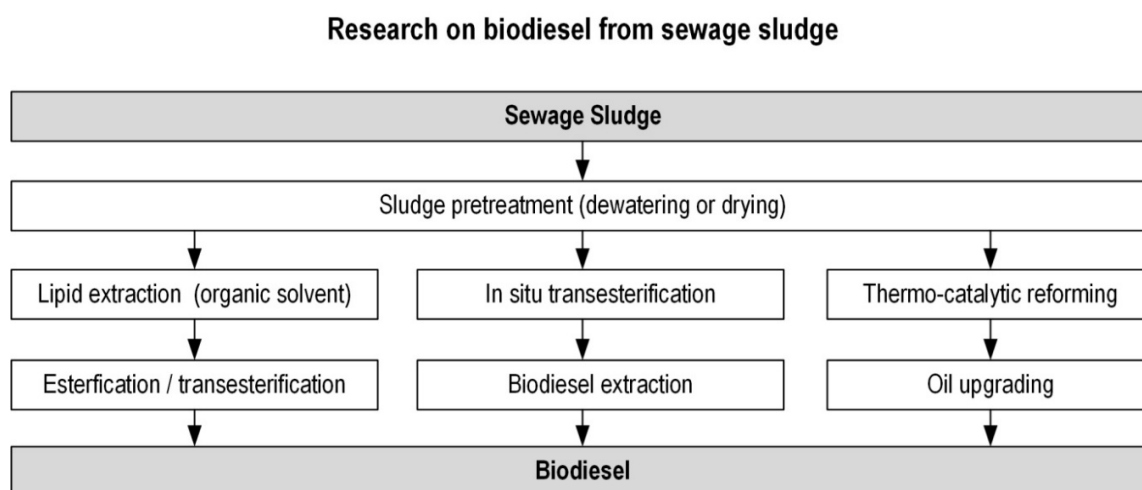 Research on biodiesel from sewage sludge
Sewage Sludge
Sludge pretreatment (dewatering or drying)
Lipid extraction (organic solvent)
In situ transesterification
Thermo-catalytic reforming
Esterfication / transesterification
Biodiesel extraction
Oil upgrading
Biodiesel